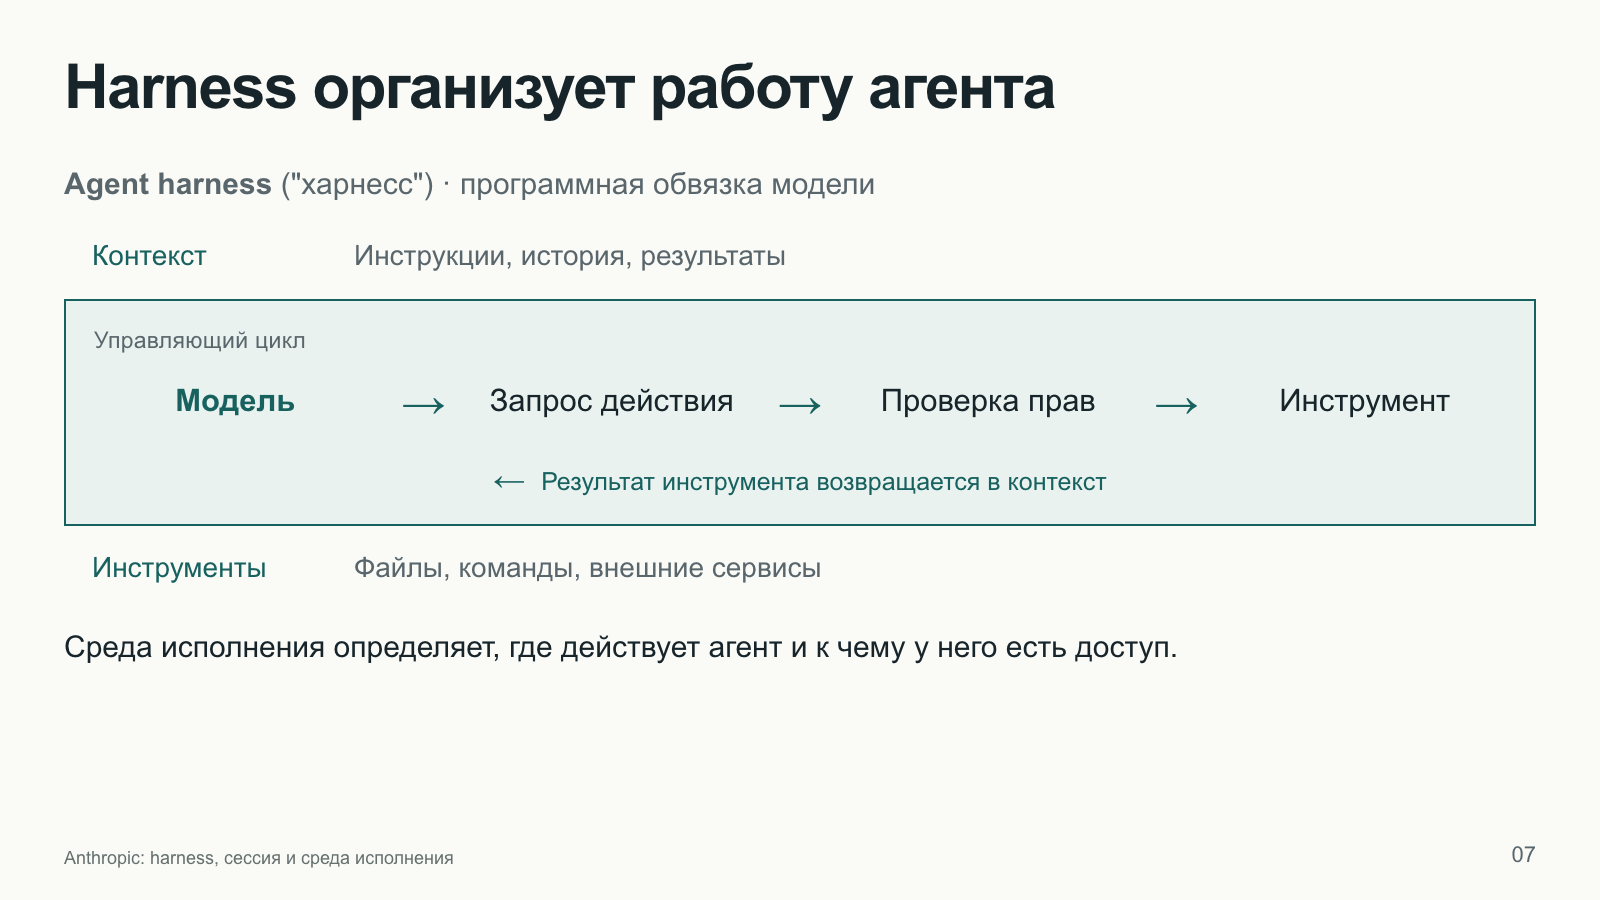 Harness организует работу агента
Agent harness ("харнесс") · программная обвязка модели
Контекст Инструкции, история, результаты
Управляющий цикл
Модель → Запрос действия → Проверка прав → Инструмент
← Результат инструмента возвращается в контекст
Инструменты Файлы, команды, внешние сервисы
Среда исполнения определяет, где действует агент и к чему у него есть доступ.
Anthropic: harness, сессия и среда исполнения
07